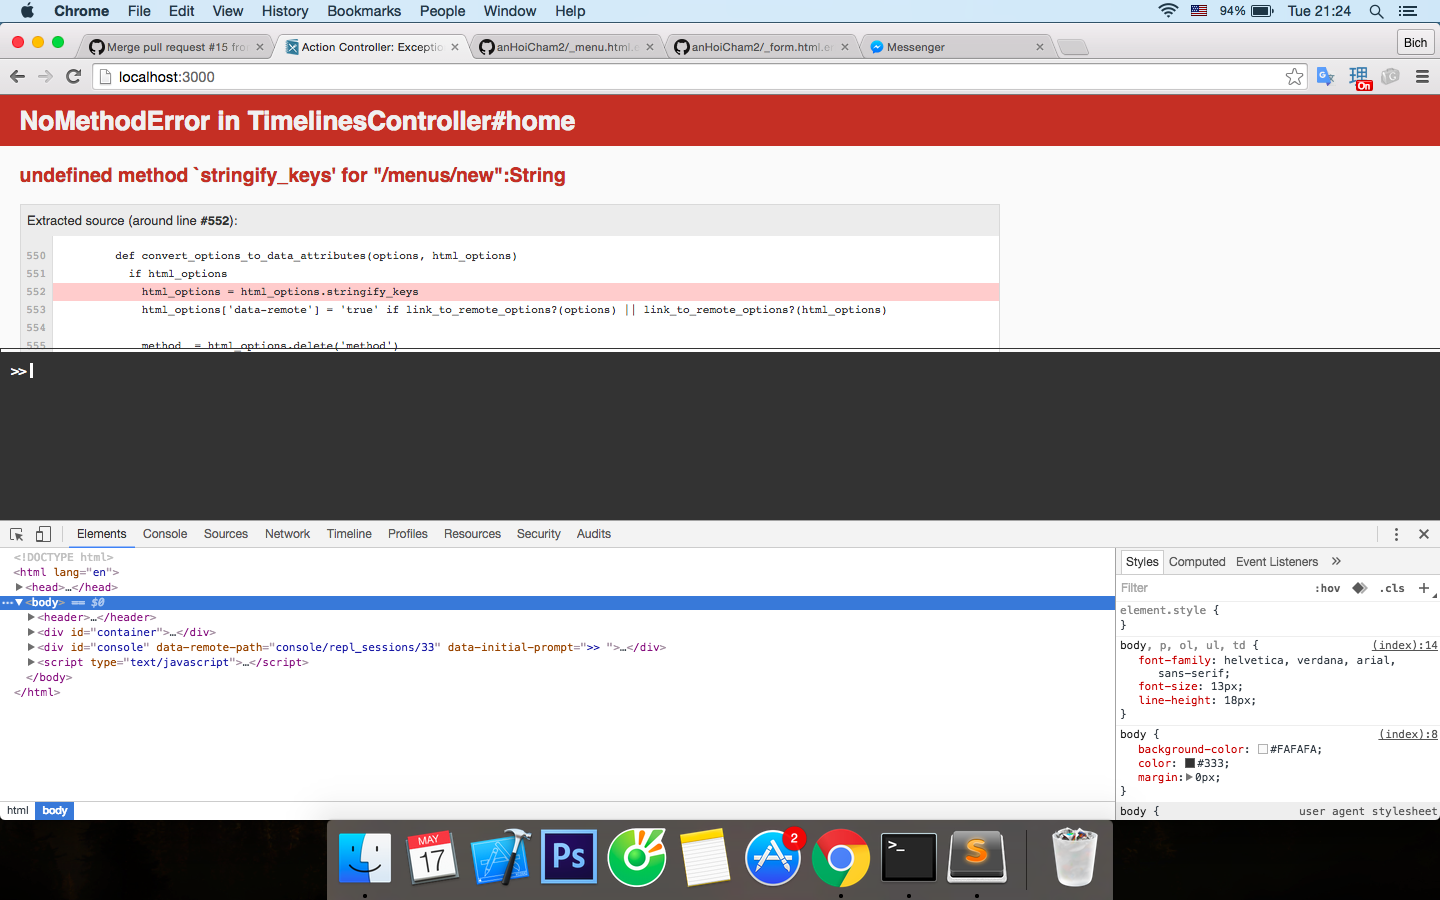 Chrome File Edit View History Bookmarks People Window Help 94% Tue 21:24
Merge pull request #15 fro Action Controller: Exceptio anHoiCham2/_menu.html.e anHoiCham2/_form.html.er Messenger Bich
localhost:3000 On
NoMethodError in TimelinesController#home
undefined method `stringify_keys' for "/menus/new":String
Extracted source (around line #552):
550 def convert_options_to_data_attributes(options, html_options)
551 if html_options
552 html_options = html_options.stringify_keys
553 html_options['data-remote'] = 'true' if link_to_remote_options?(options) || link_to_remote_options?(html_options)
554
555 method = html_options.delete('method')
>>
Elements Console Sources Network Timeline Profiles Resources Security Audits
<!DOCTYPE html>
<html lang="en">
<head>…</head>
<body> == $0
<header>…</header>
<div id="container">…</div>
<div id="console" data-remote-path="console/repl_sessions/33" data-initial-prompt=">> ">…</div>
<script type="text/javascript">…</script>
</body>
</html>
html body
Styles Computed Event Listeners »
Filter :hov .cls +
element.style {
}
body, p, ol, ul, td { (index):14
font-family: helvetica, verdana, arial,
sans-serif;
font-size: 13px;
line-height: 18px;
}
body { (index):8
background-color: #FAFAFA;
color: #333;
margin: 0px;
}
body { user agent stylesheet
MAY
17
Ps
2
>_
S